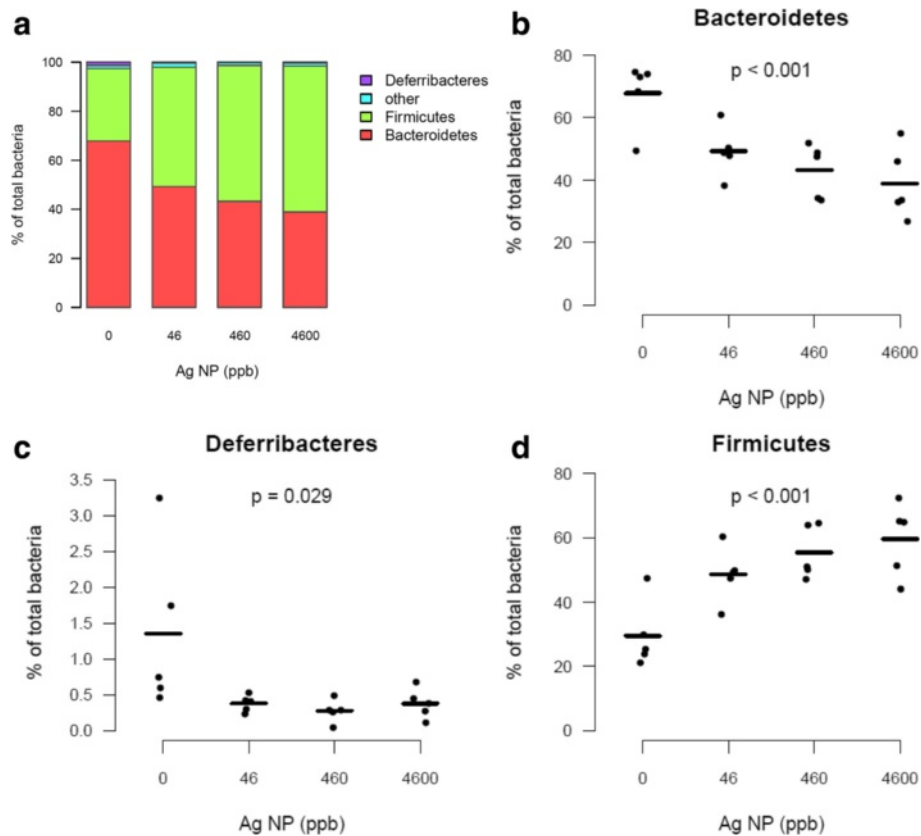 a
% of total bacteria
100
80
60
40
20
0
0 46 460 4600
Ag NP (ppb)
Deferribacteres
other
Firmicutes
Bacteroidetes
b
Bacteroidetes
p < 0.001
% of total bacteria
80
60
40
20
0
0 46 460 4600
Ag NP (ppb)
c
Deferribacteres
p = 0.029
% of total bacteria
3.5
3.0
2.5
2.0
1.5
1.0
0.5
0.0
0 46 460 4600
Ag NP (ppb)
d
Firmicutes
p < 0.001
% of total bacteria
80
60
40
20
0
0 46 460 4600
Ag NP (ppb)